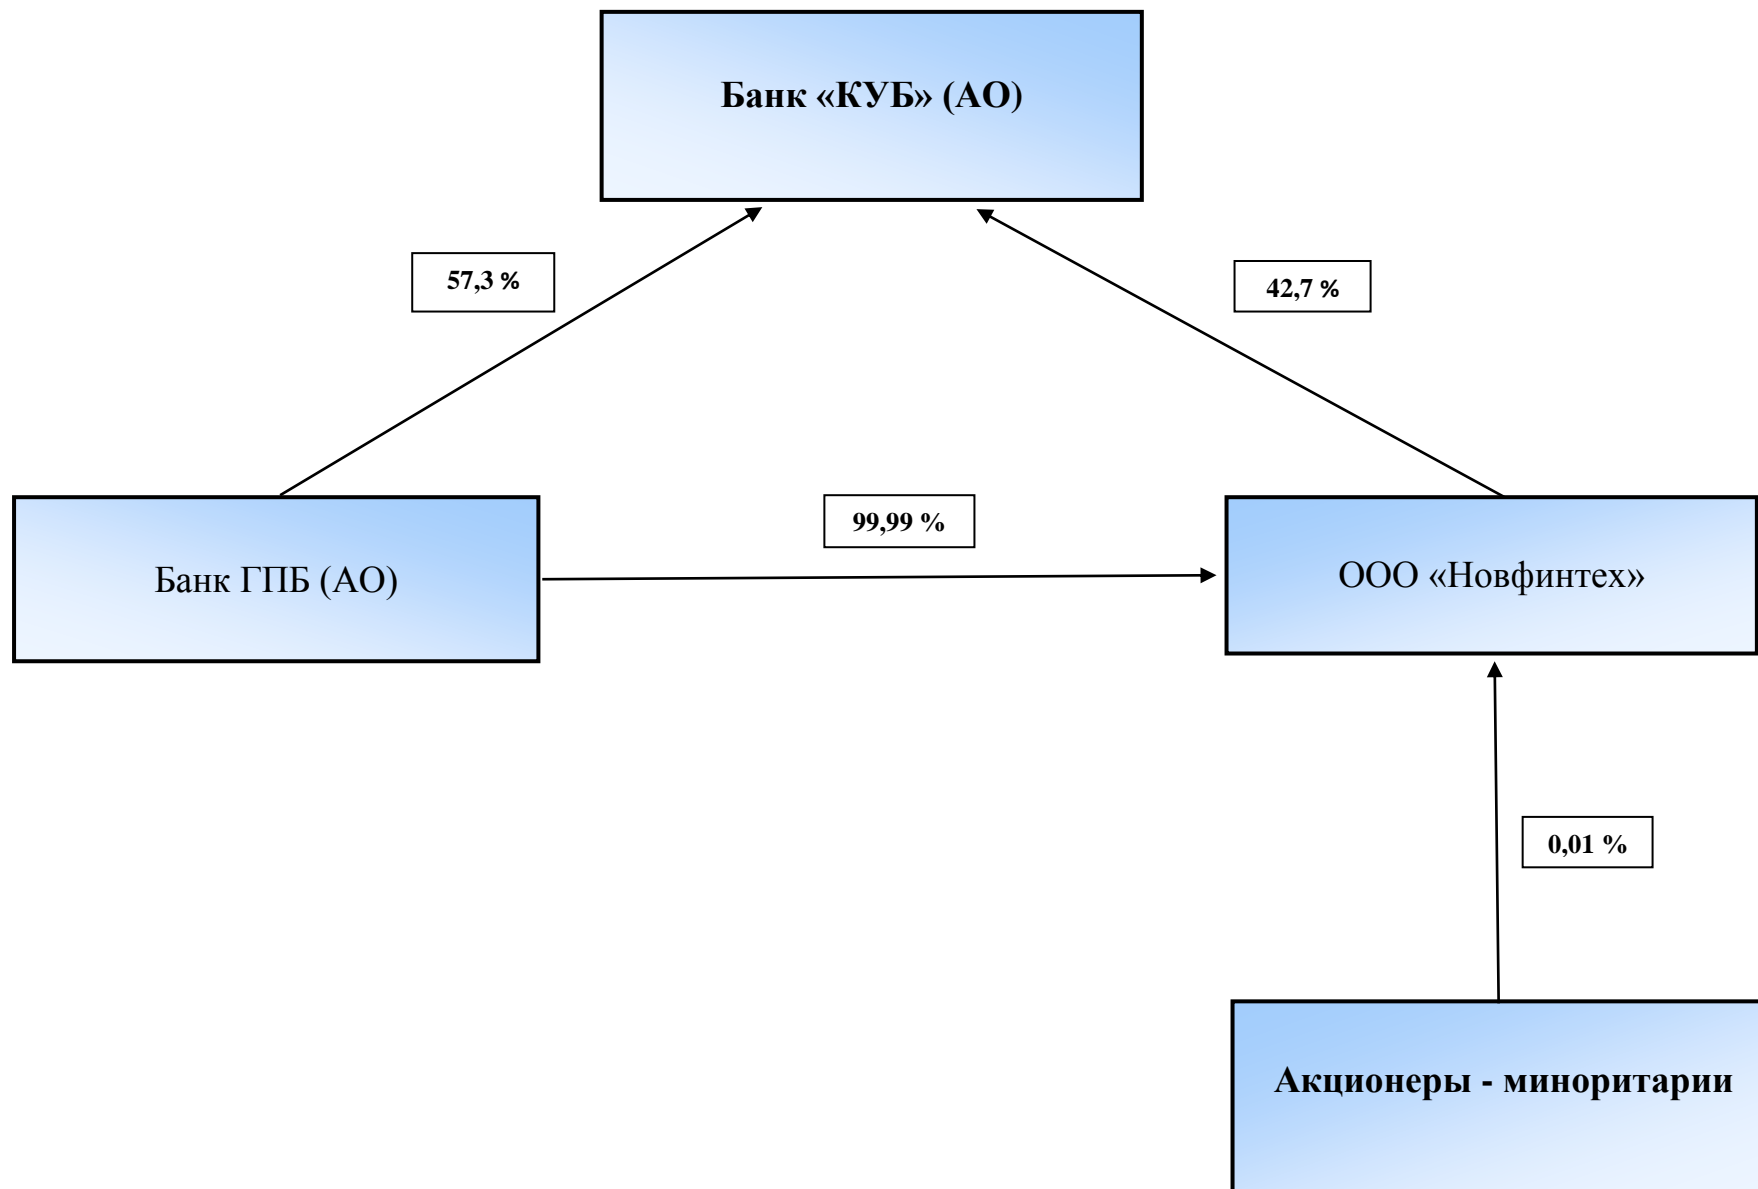 Банк «КУБ» (АО)
57,3 %
42,7 %
99,99 %
Банк ГПБ (АО)
ООО «Новфинтех»
0,01 %
Акционеры - миноритарии